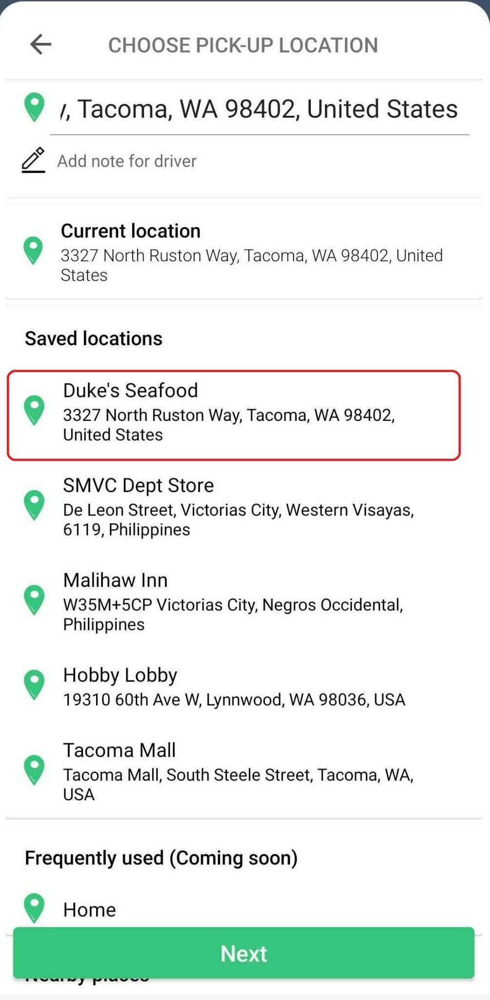 CHOOSE PICK-UP LOCATION
, Tacoma, WA 98402, United States
Add note for driver
Current location
3327 North Ruston Way, Tacoma, WA 98402, United
States
Saved locations
Duke's Seafood
3327 North Ruston Way, Tacoma, WA 98402,
United States
SMVC Dept Store
De Leon Street, Victorias City, Western Visayas,
6119, Philippines
Malihaw Inn
W35M+5CP Victorias City, Negros Occidental,
Philippines
Hobby Lobby
19310 60th Ave W, Lynnwood, WA 98036, USA
Tacoma Mall
Tacoma Mall, South Steele Street, Tacoma, WA,
USA
Frequently used (Coming soon)
Home
Next
Nearby places